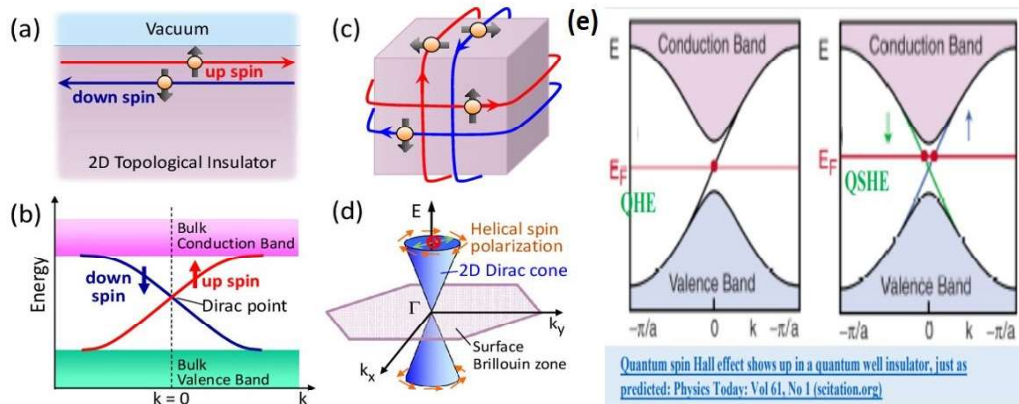 (a)
Vacuum
up spin
down spin
2D Topological Insulator
(b)
Energy
Bulk
Conduction Band
down
spin
up spin
Dirac point
Bulk
Valence Band
k = 0
k
(c)
(d)
E
Helical spin
polarization
2D Dirac cone
Γ
k_y
k_x
Surface
Brillouin zone
(e)
E
Conduction Band
E_F
QHE
Valence Band
−π/a
0
k
−π/a
E
Conduction Band
E_F
QSHE
Valence Band
−π/a
0
k
−π/a
Quantum spin Hall effect shows up in a quantum well insulator, just as
predicted: Physics Today: Vol 61, No 1 (scitation.org)